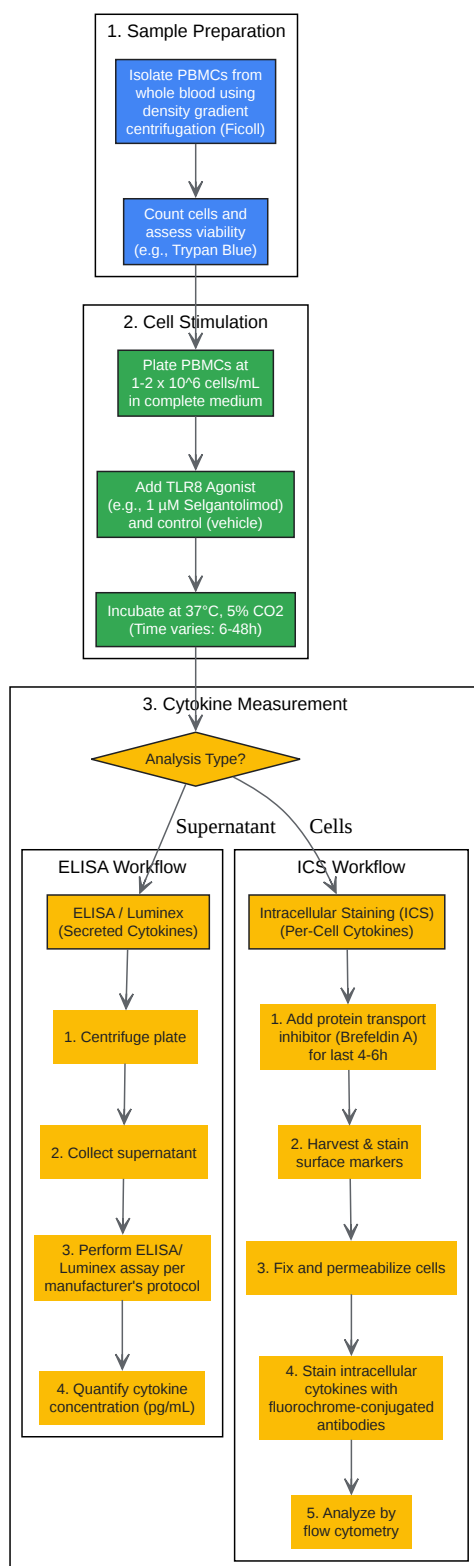 1. Sample Preparation
Isolate PBMCs from
whole blood using
density gradient
centrifugation (Ficoll)
Count cells and
assess viability
(e.g., Trypan Blue)
2. Cell Stimulation
Plate PBMCs at
1-2 x 10^6 cells/mL
in complete medium
Add TLR8 Agonist
(e.g., 1 µM Selgantolimod)
and control (vehicle)
Incubate at 37°C, 5% CO2
(Time varies: 6-48h)
3. Cytokine Measurement
Analysis Type?
Supernatant
Cells
ELISA Workflow
ELISA / Luminex
(Secreted Cytokines)
1. Centrifuge plate
2. Collect supernatant
3. Perform ELISA/
Luminex assay per
manufacturer's protocol
4. Quantify cytokine
concentration (pg/mL)
ICS Workflow
Intracellular Staining (ICS)
(Per-Cell Cytokines)
1. Add protein transport
inhibitor (Brefeldin A)
for last 4-6h
2. Harvest & stain
surface markers
3. Fix and permeabilize cells
4. Stain intracellular
cytokines with
fluorochrome-conjugated
antibodies
5. Analyze by
flow cytometry